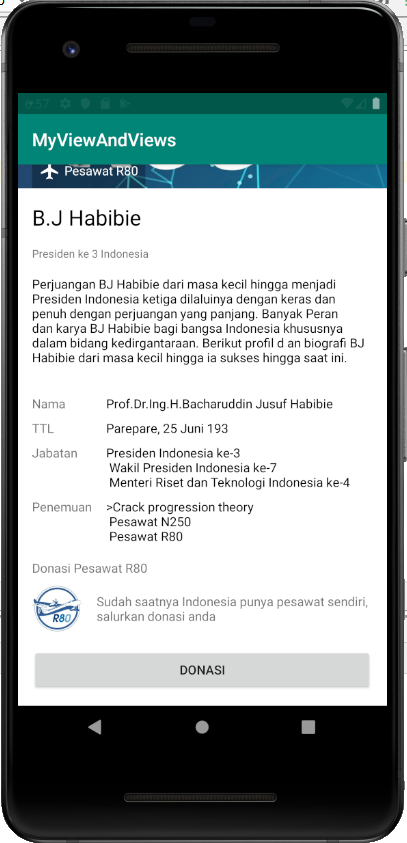 6:57
MyViewAndViews
Pesawat R80
B.J Habibie
Presiden ke 3 Indonesia
Perjuangan BJ Habibie dari masa kecil hingga menjadi
Presiden Indonesia ketiga dilaluinya dengan keras dan
penuh dengan perjuangan yang panjang. Banyak Peran
dan karya BJ Habibie bagi bangsa Indonesia khususnya
dalam bidang kedirgantaraan. Berikut profil d an biografi BJ
Habibie dari masa kecil hingga ia sukses hingga saat ini.
Nama Prof.Dr.Ing.H.Bacharuddin Jusuf Habibie
TTL Parepare, 25 Juni 193
Jabatan Presiden Indonesia ke-3
Wakil Presiden Indonesia ke-7
Menteri Riset dan Teknologi Indonesia ke-4
Penemuan >Crack progression theory
Pesawat N250
Pesawat R80
Donasi Pesawat R80
R80
Sudah saatnya Indonesia punya pesawat sendiri,
salurkan donasi anda
DONASI